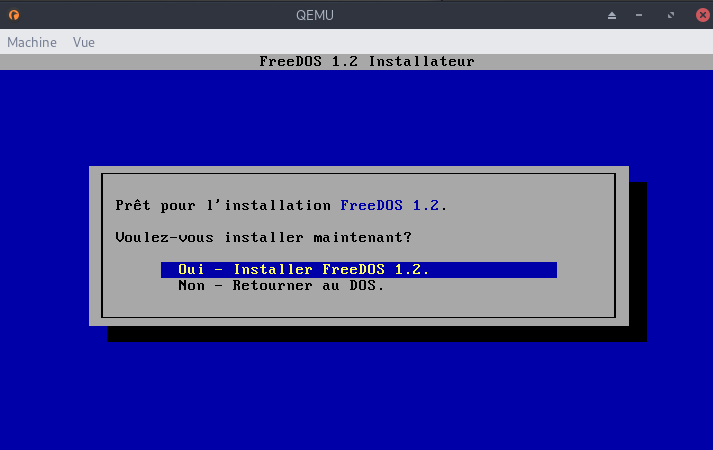 QEMU
Machine Vue
FreeDOS 1.2 Installateur
Prêt pour l'installation FreeDOS 1.2.
Voulez-vous installer maintenant?
Oui - Installer FreeDOS 1.2.
Non - Retourner au DOS.